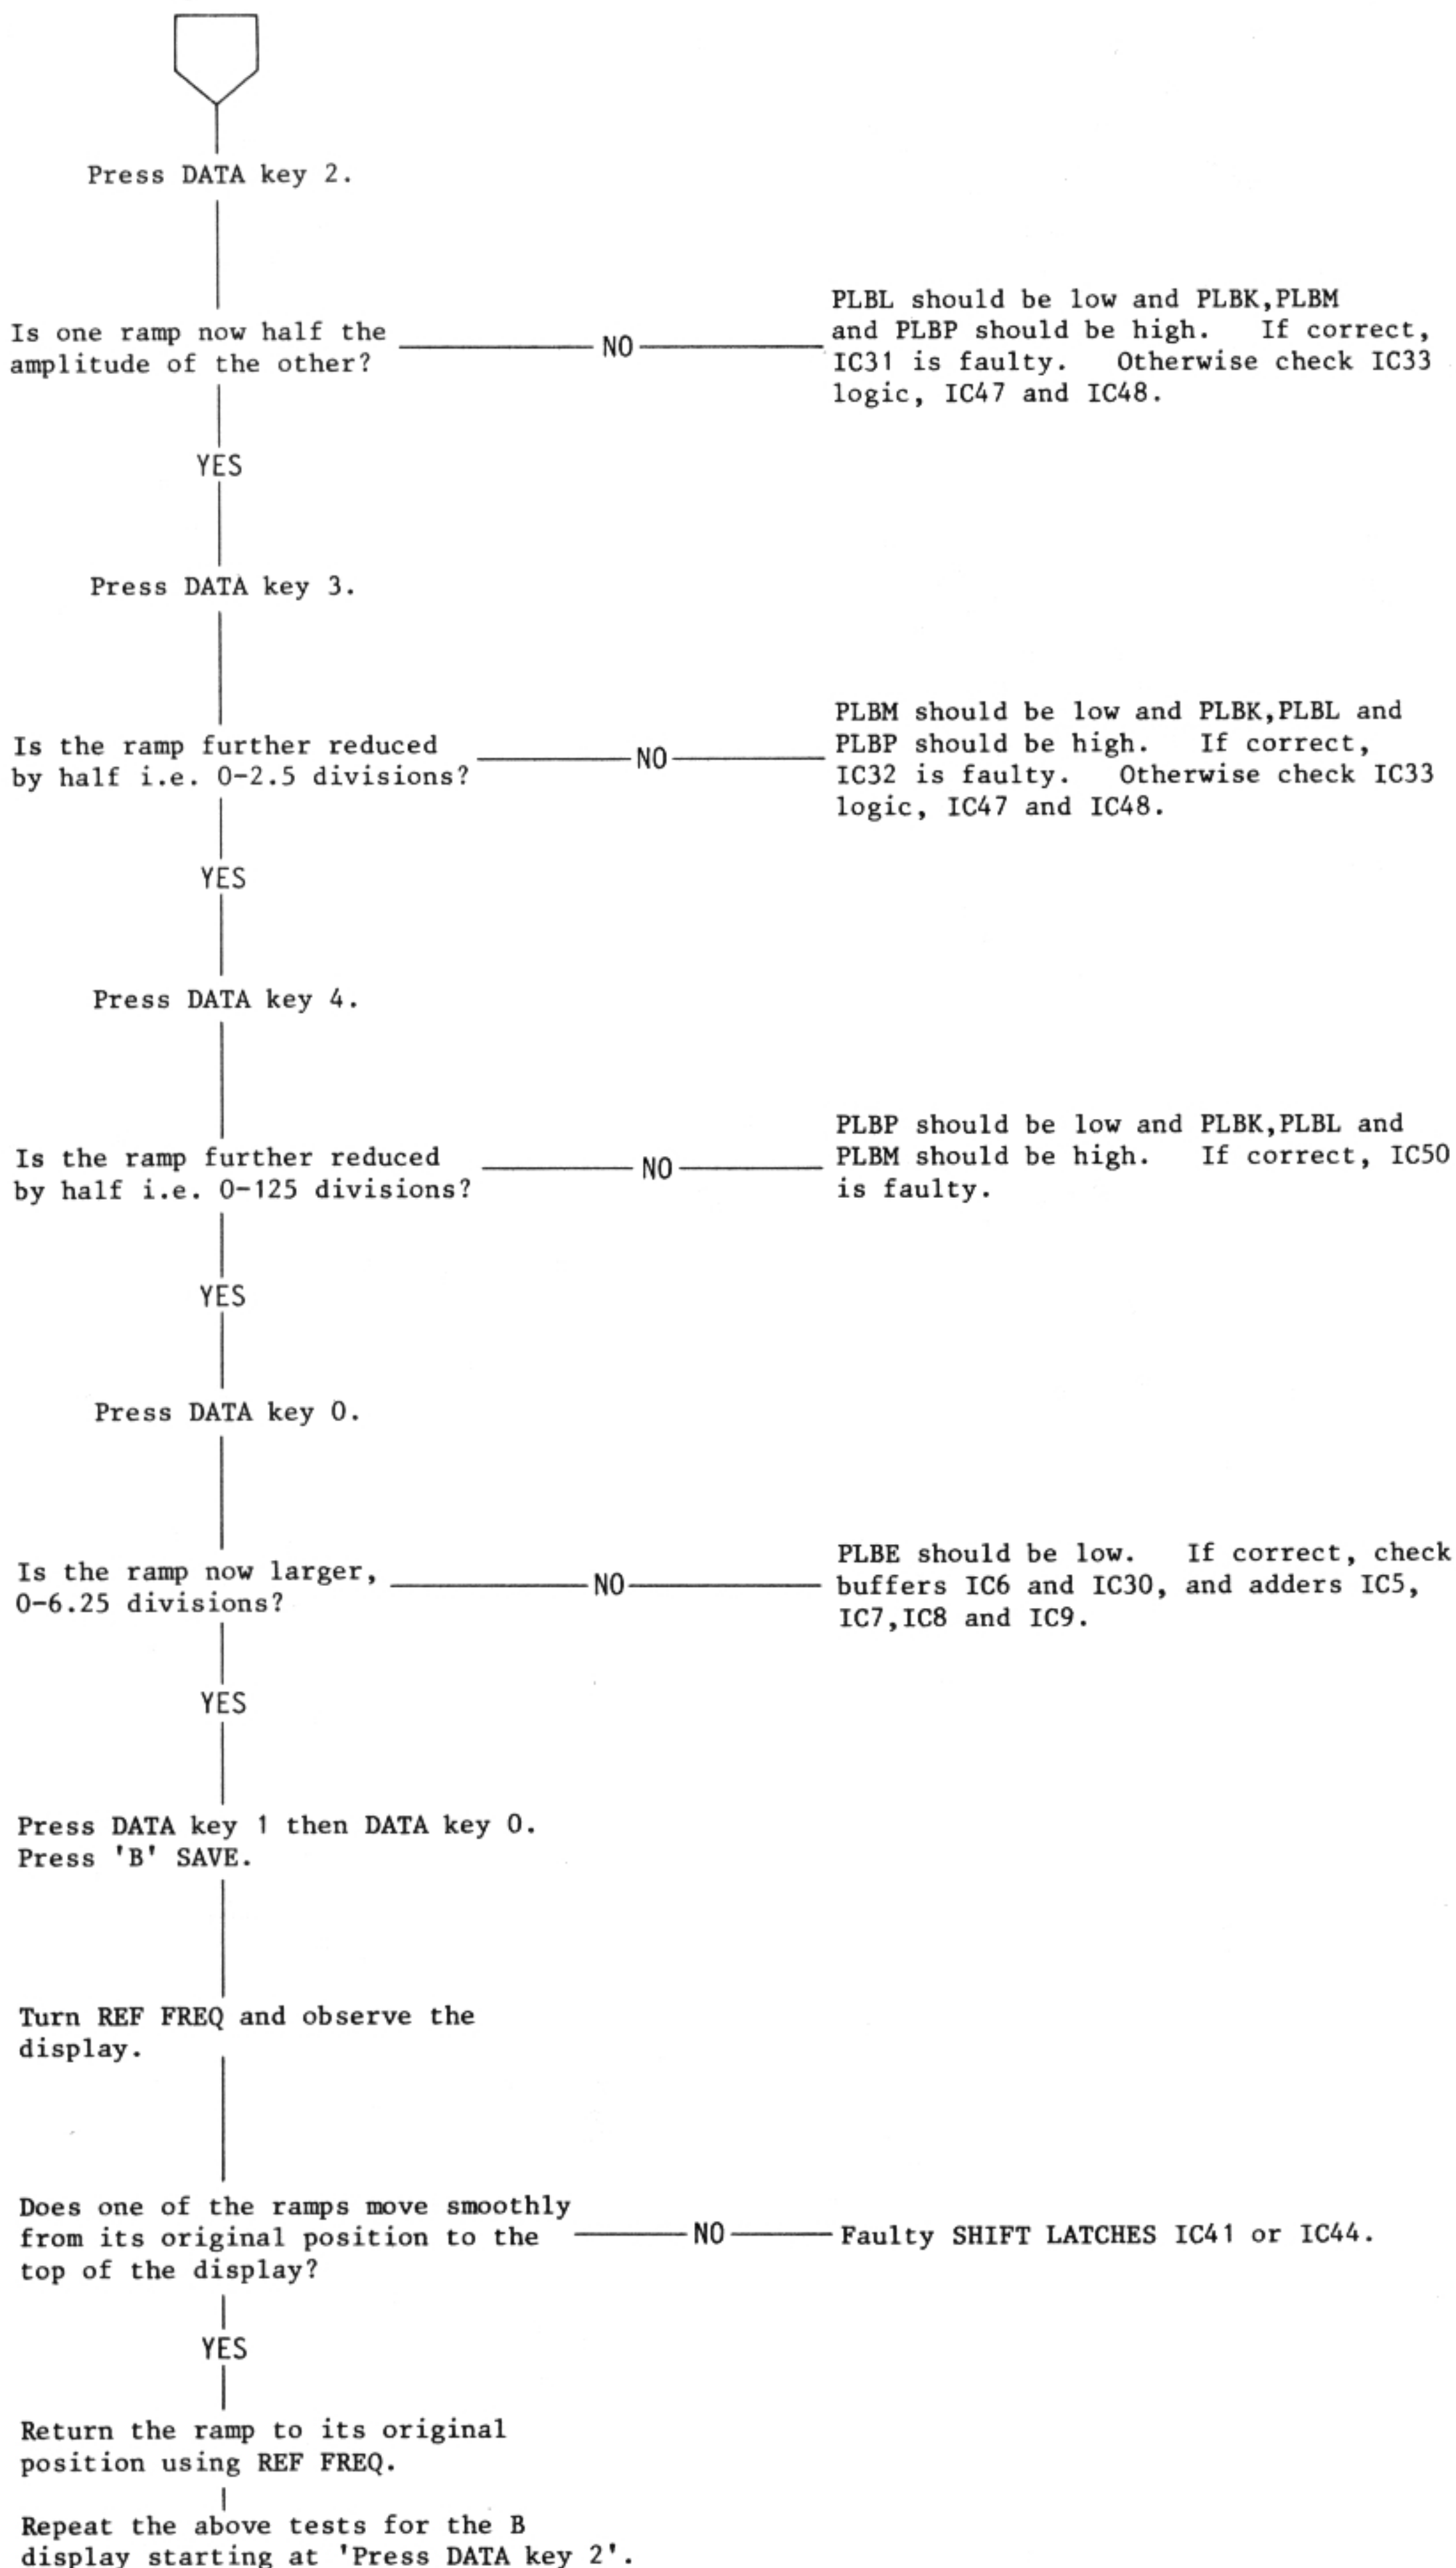 Press DATA key 2.
Is one ramp now half the
amplitude of the other?
NO
PLBL should be low and PLBK,PLBM
and PLBP should be high. If correct,
IC31 is faulty. Otherwise check IC33
logic, IC47 and IC48.
YES
Press DATA key 3.
Is the ramp further reduced
by half i.e. 0-2.5 divisions?
NO
PLBM should be low and PLBK,PLBL and
PLBP should be high. If correct,
IC32 is faulty. Otherwise check IC33
logic, IC47 and IC48.
YES
Press DATA key 4.
Is the ramp further reduced
by half i.e. 0-125 divisions?
NO
PLBP should be low and PLBK,PLBL and
PLBM should be high. If correct, IC50
is faulty.
YES
Press DATA key 0.
Is the ramp now larger,
0-6.25 divisions?
NO
PLBE should be low. If correct, check
buffers IC6 and IC30, and adders IC5,
IC7,IC8 and IC9.
YES
Press DATA key 1 then DATA key 0.
Press 'B' SAVE.
Turn REF FREQ and observe the
display.
Does one of the ramps move smoothly
from its original position to the
top of the display?
NO
Faulty SHIFT LATCHES IC41 or IC44.
YES
Return the ramp to its original
position using REF FREQ.
Repeat the above tests for the B
display starting at 'Press DATA key 2'.